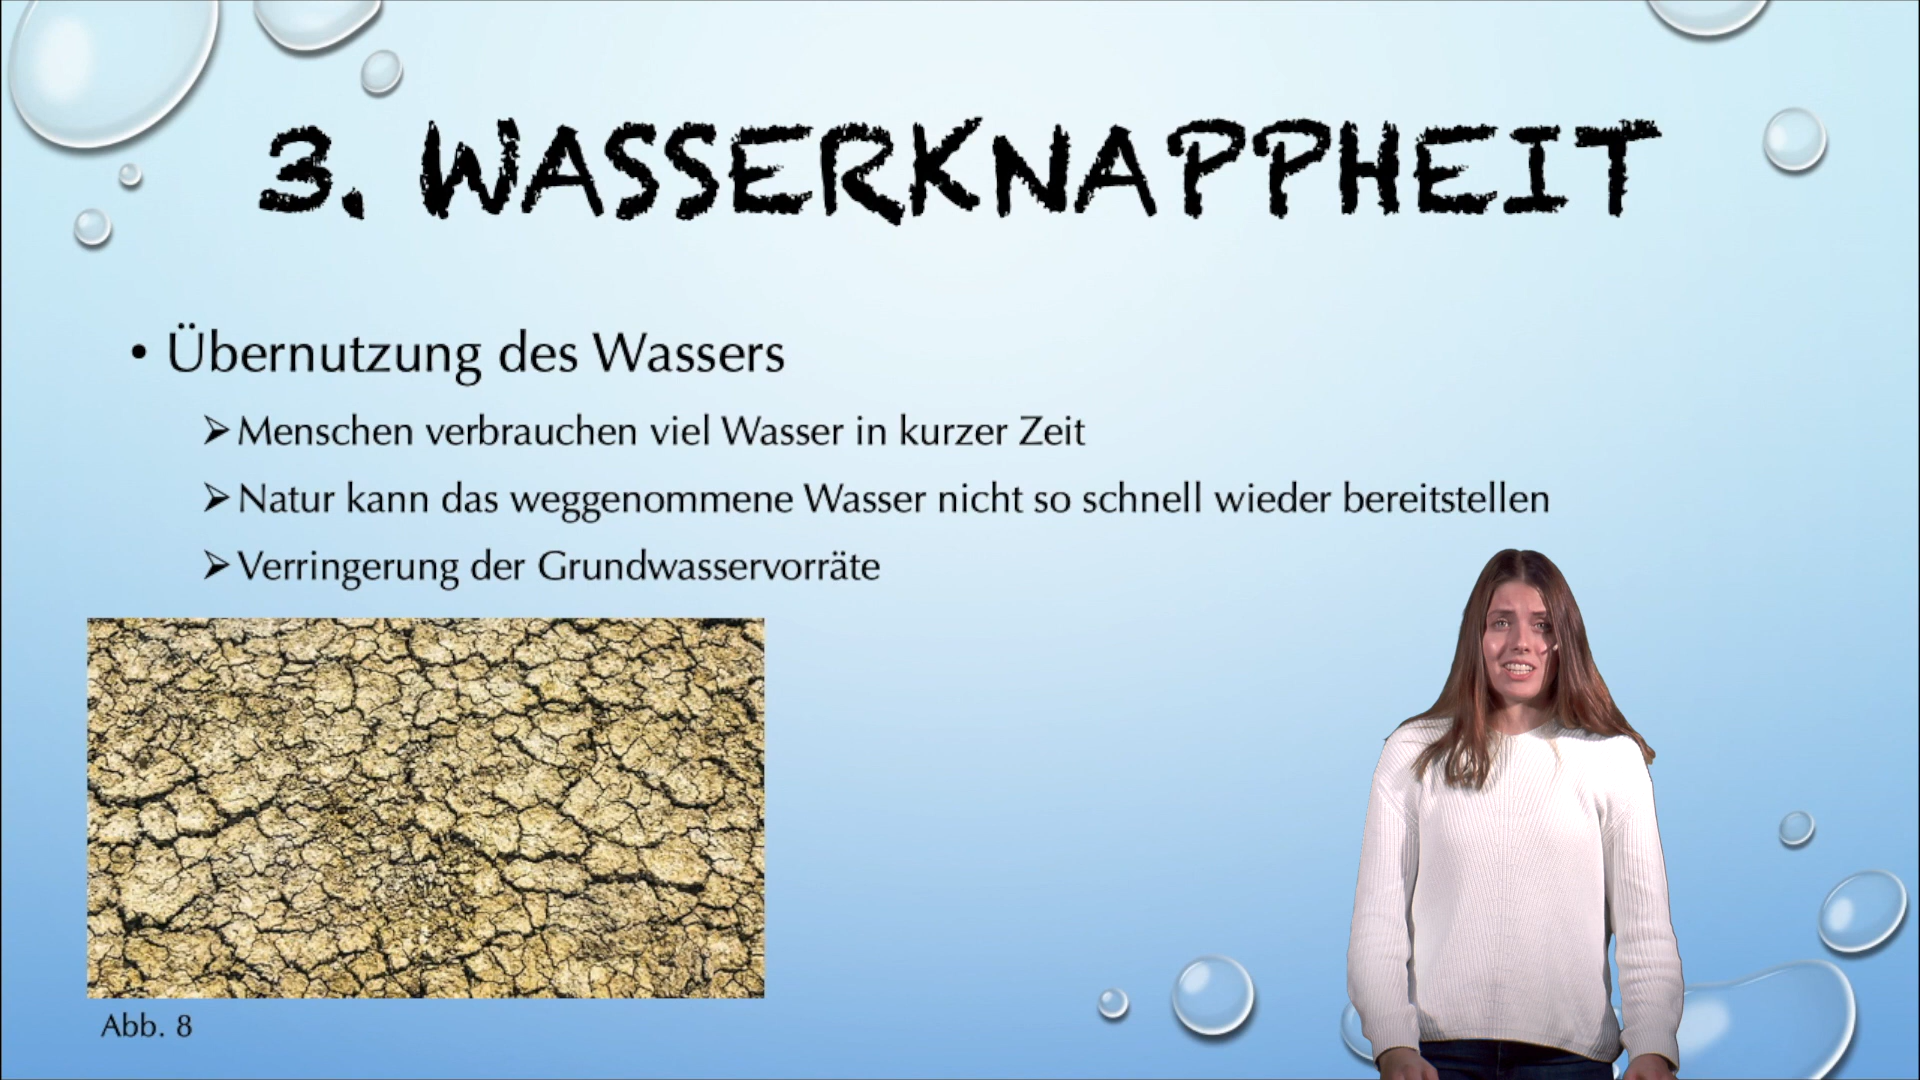 3. WASSERKNAPPHEIT
• Übernutzung des Wassers
➢ Menschen verbrauchen viel Wasser in kurzer Zeit
➢ Natur kann das weggenommene Wasser nicht so schnell wieder bereitstellen
➢ Verringerung der Grundwasservorräte
Abb. 8